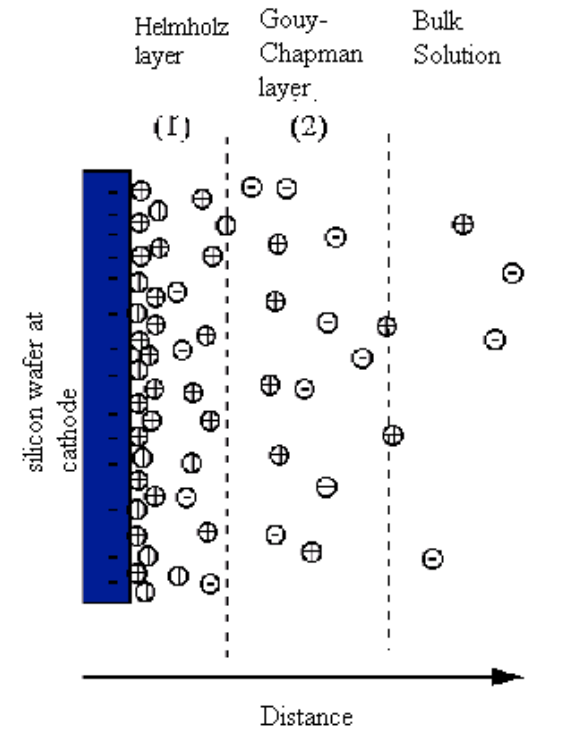 Helmholz
layer
Gouy-
Chapman
layer
Bulk
Solution
(1)
(2)
silicon wafer at
cathode
Distance